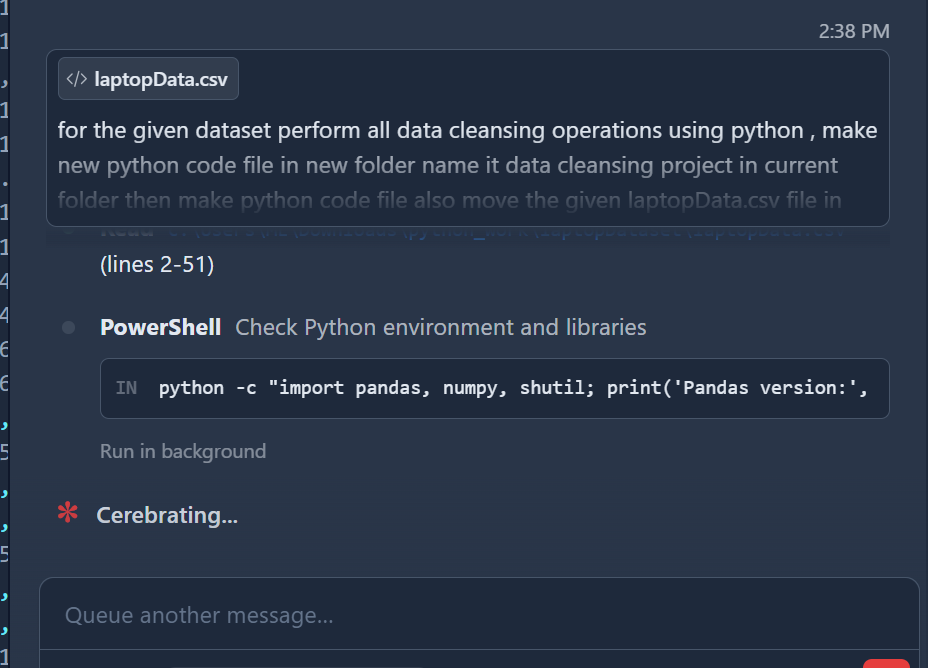 2:38 PM
</> laptopData.csv
for the given dataset perform all data cleansing operations using python , make
new python code file in new folder name it data cleansing project in current
folder then make python code file also move the given laptopData.csv file in
(lines 2-51)
PowerShell Check Python environment and libraries
IN python -c "import pandas, numpy, shutil; print('Pandas version:',
Run in background
Cerebrating...
Queue another message...